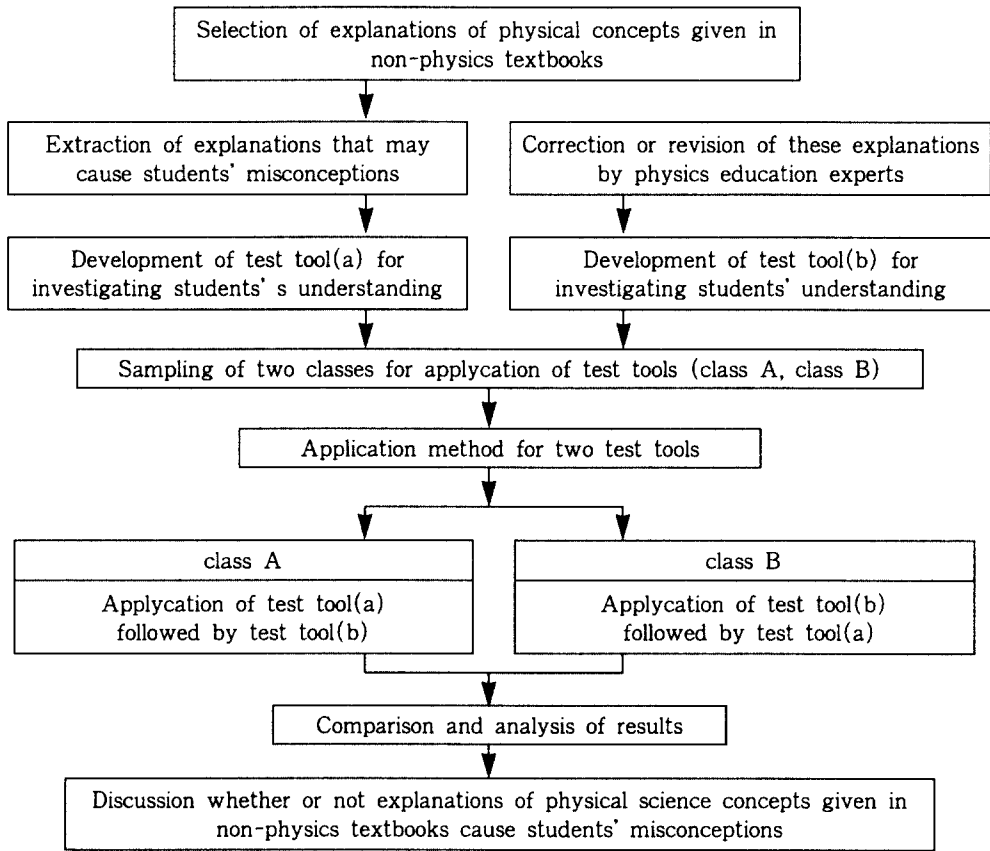 Selection of explanations of physical concepts given in
non-physics textbooks
Extraction of explanations that may
cause students' misconceptions
Correction or revision of these explanations
by physics education experts
Development of test tool(a) for
investigating students' s understanding
Development of test tool(b) for
investigating students' understanding
Sampling of two classes for applycation of test tools (class A, class B)
Application method for two test tools
class A
Applycation of test tool(a)
followed by test tool(b)
class B
Applycation of test tool(b)
followed by test tool(a)
Comparison and analysis of results
Discussion whether or not explanations of physical science concepts given in
non-physics textbooks cause students' misconceptions